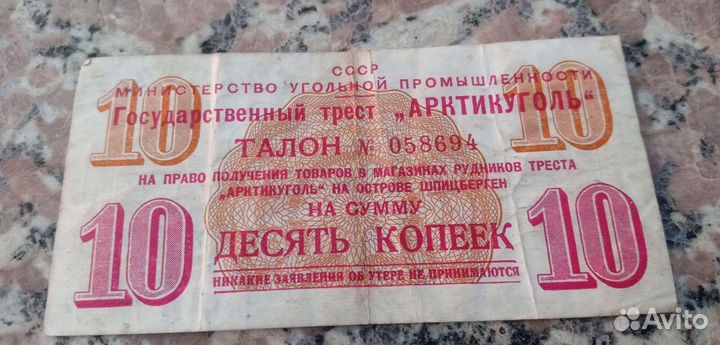 СССР
МИНИСТЕРСТВО УГОЛЬНОЙ ПРОМЫШЛЕННОСТИ
Государственный трест „АРКТИКУГОЛЬ“
10 10
ТАЛОН № 058694
НА ПРАВО ПОЛУЧЕНИЯ ТОВАРОВ В МАГАЗИНАХ РУДНИКОВ ТРЕСТА
„АРКТИКУГОЛЬ“ НА ОСТРОВЕ ШПИЦБЕРГЕН
НА СУММУ
10 ДЕСЯТЬ КОПЕЕК 10
НИКАКИЕ ЗАЯВЛЕНИЯ ОБ УТЕРЕ НЕ ПРИНИМАЮТСЯ
Avito